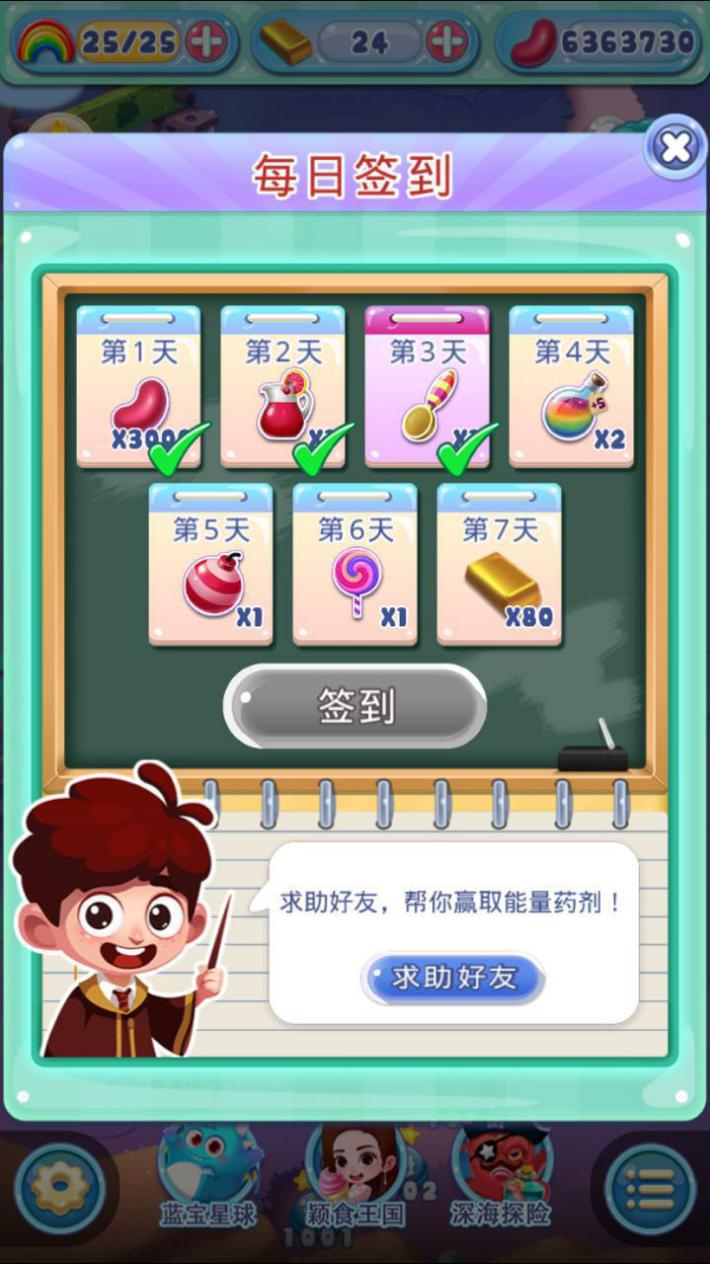 25/25
24
6363730
每日签到
第1天
第2天
第3天
第4天
X3000
+5
X2
第5天
第6天
第7天
X1
X1
X80
签到
求助好友，帮你赢取能量药剂！
求助好友
蓝宝星球
颖食王国
深海探险
1001